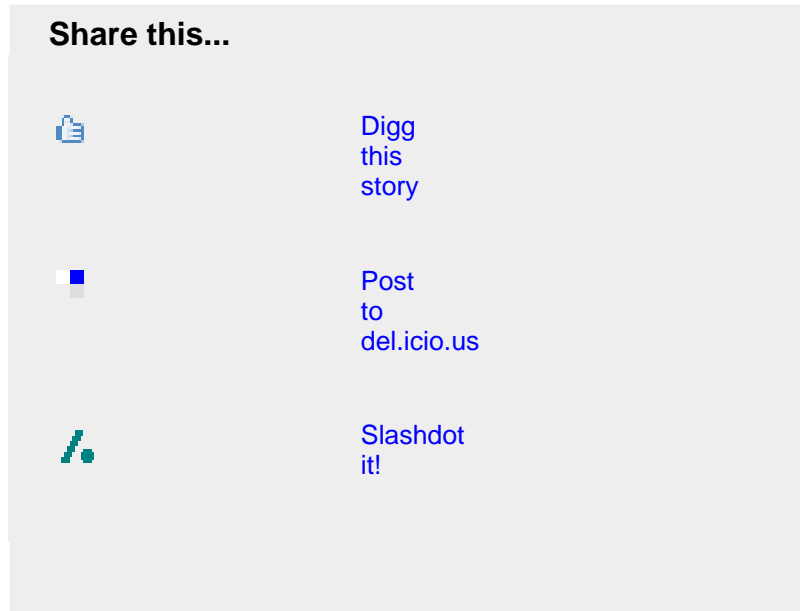 Share this...
Digg
this
story
Post
to
del.icio.us
Slashdot
it!